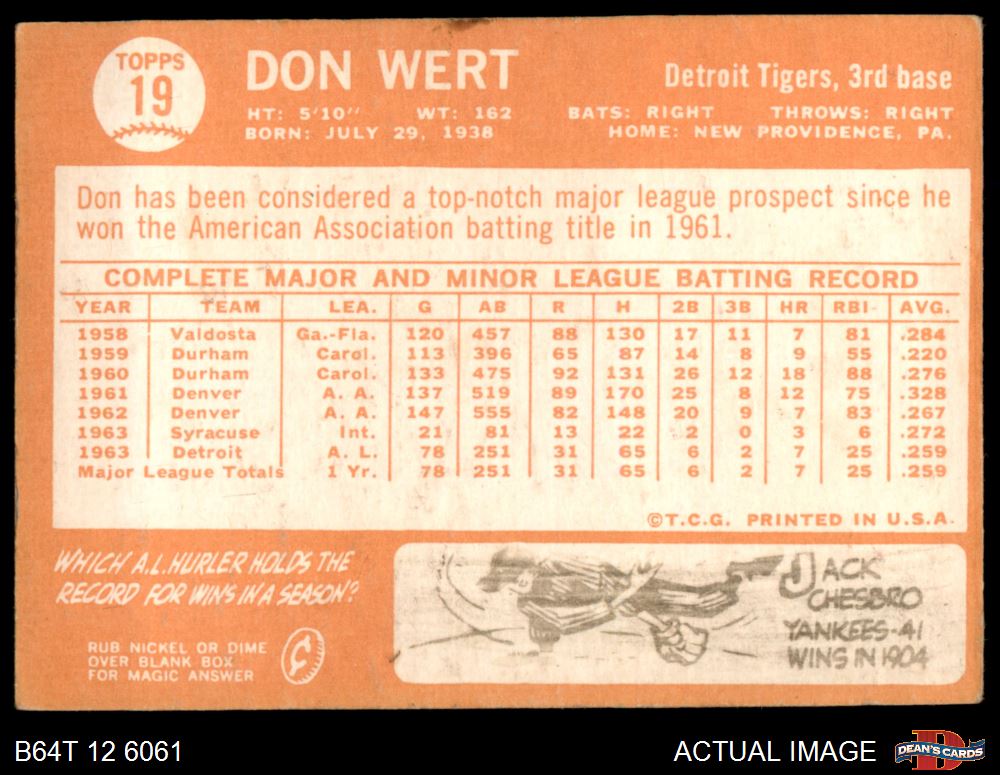 TOPPS
19
DON WERT
Detroit Tigers, 3rd base
HT: 5'10" WT: 162 BATS: RIGHT THROWS: RIGHT
BORN: JULY 29, 1938 HOME: NEW PROVIDENCE, PA.
Don has been considered a top-notch major league prospect since he
won the American Association batting title in 1961.
COMPLETE MAJOR AND MINOR LEAGUE BATTING RECORD
YEAR TEAM LEA. G AB R H 2B 3B HR RBI AVG.
1958 Valdosta Ga.-Fla. 120 457 88 130 17 11 7 81 .284
1959 Durham Carol. 113 396 65 87 14 8 9 55 .220
1960 Durham Carol. 133 475 92 131 26 12 18 88 .276
1961 Denver A. A. 137 519 89 170 25 8 12 75 .328
1962 Denver A. A. 147 555 82 148 20 9 7 83 .267
1963 Syracuse Int. 21 81 13 22 2 0 3 6 .272
1963 Detroit A. L. 78 251 31 65 6 2 7 25 .259
Major League Totals 1 Yr. 78 251 31 65 6 2 7 25 .259
©T.C.G. PRINTED IN U.S.A.
WHICH A.L. HURLER HOLDS THE
RECORD FOR WINS IN A SEASON?
RUB NICKEL OR DIME
OVER BLANK BOX
FOR MAGIC ANSWER
JACK
CHESBRO
YANKEES-41
WINS IN 1904
B64T 12 6061
ACTUAL IMAGE
DEAN'S CARDS